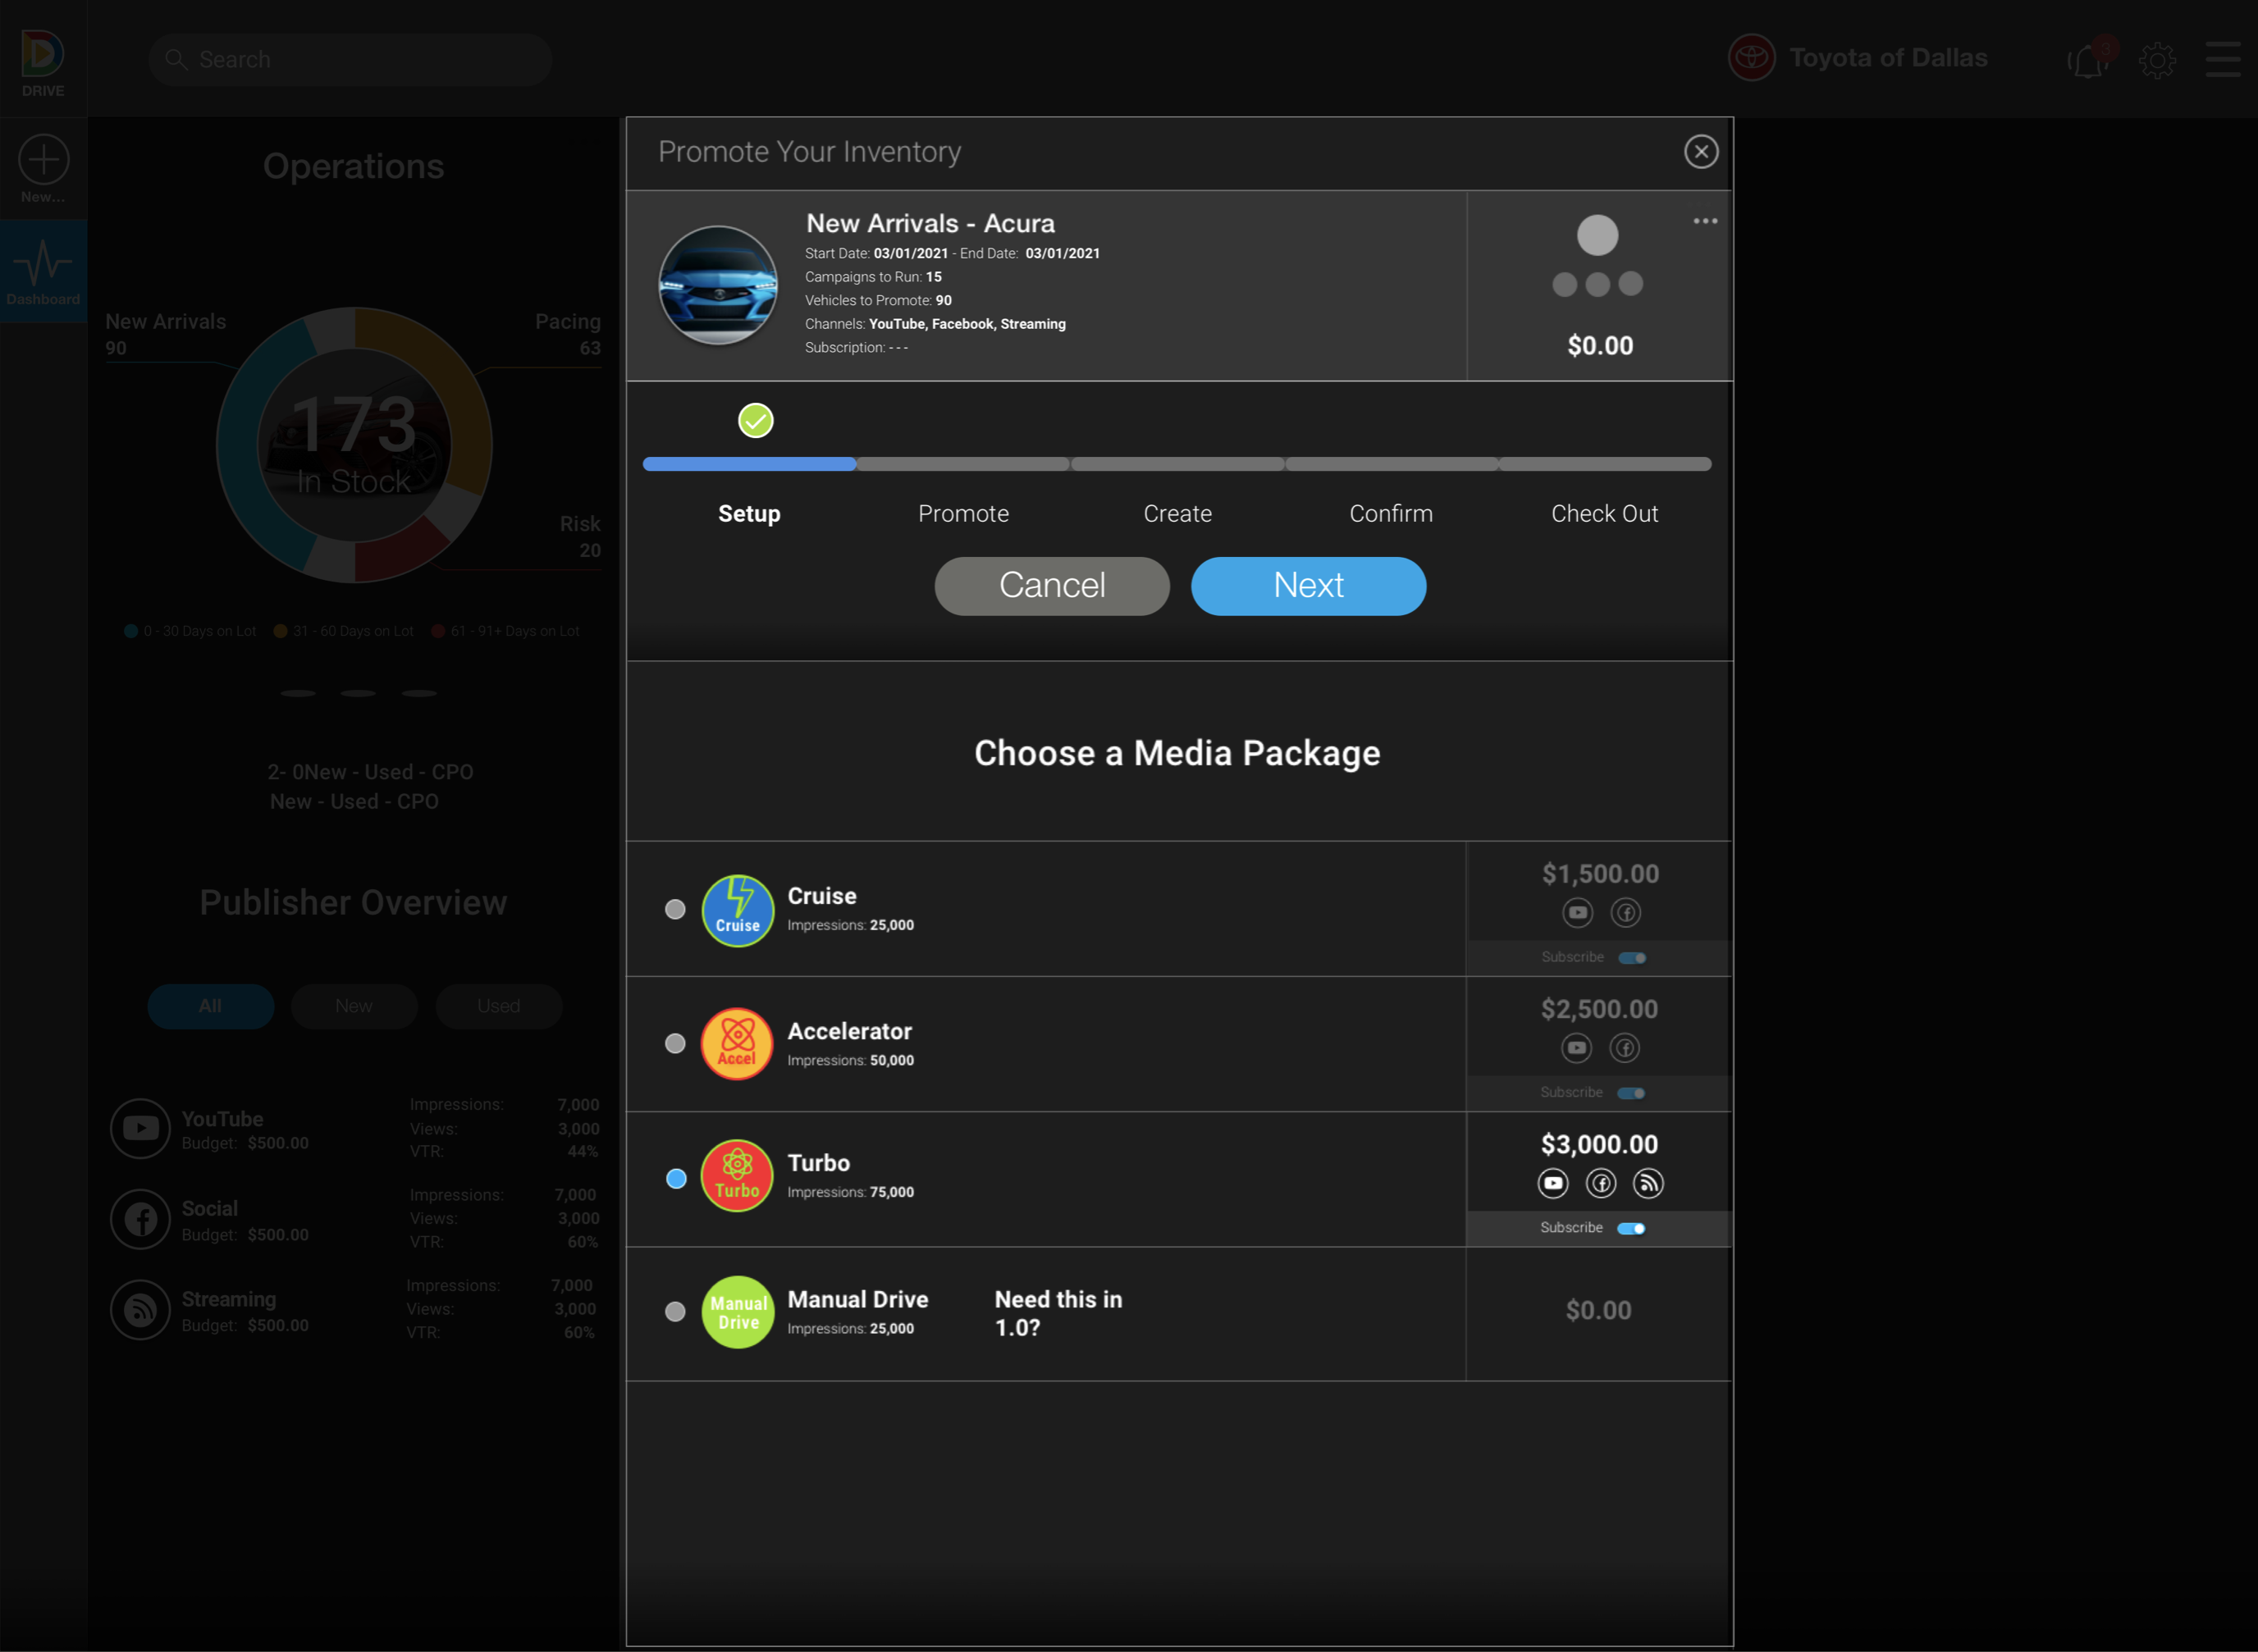 DRIVE
Search
Toyota of Dallas
3
New...
Dashboard
Operations
New Arrivals
90
Pacing
63
173
In Stock
Risk
20
0 - 30 Days on Lot
31 - 60 Days on Lot
61 - 91+ Days on Lot
2- 0New - Used - CPO
New - Used - CPO
Publisher Overview
All
New
Used
YouTube
Budget: $500.00
Impressions: 7,000
Views: 3,000
VTR: 44%
Social
Budget: $500.00
Impressions: 7,000
Views: 3,000
VTR: 60%
Streaming
Budget: $500.00
Impressions: 7,000
Views: 3,000
VTR: 60%
Promote Your Inventory
New Arrivals - Acura
Start Date: 03/01/2021 - End Date: 03/01/2021
Campaigns to Run: 15
Vehicles to Promote: 90
Channels: YouTube, Facebook, Streaming
Subscription: - - -
$0.00
Setup
Promote
Create
Confirm
Check Out
Cancel
Next
Choose a Media Package
Cruise
Cruise
Impressions: 25,000
$1,500.00
Subscribe
Accel
Accelerator
Impressions: 50,000
$2,500.00
Subscribe
Turbo
Turbo
Impressions: 75,000
$3,000.00
Subscribe
Manual
Drive
Manual Drive
Impressions: 25,000
Need this in
1.0?
$0.00